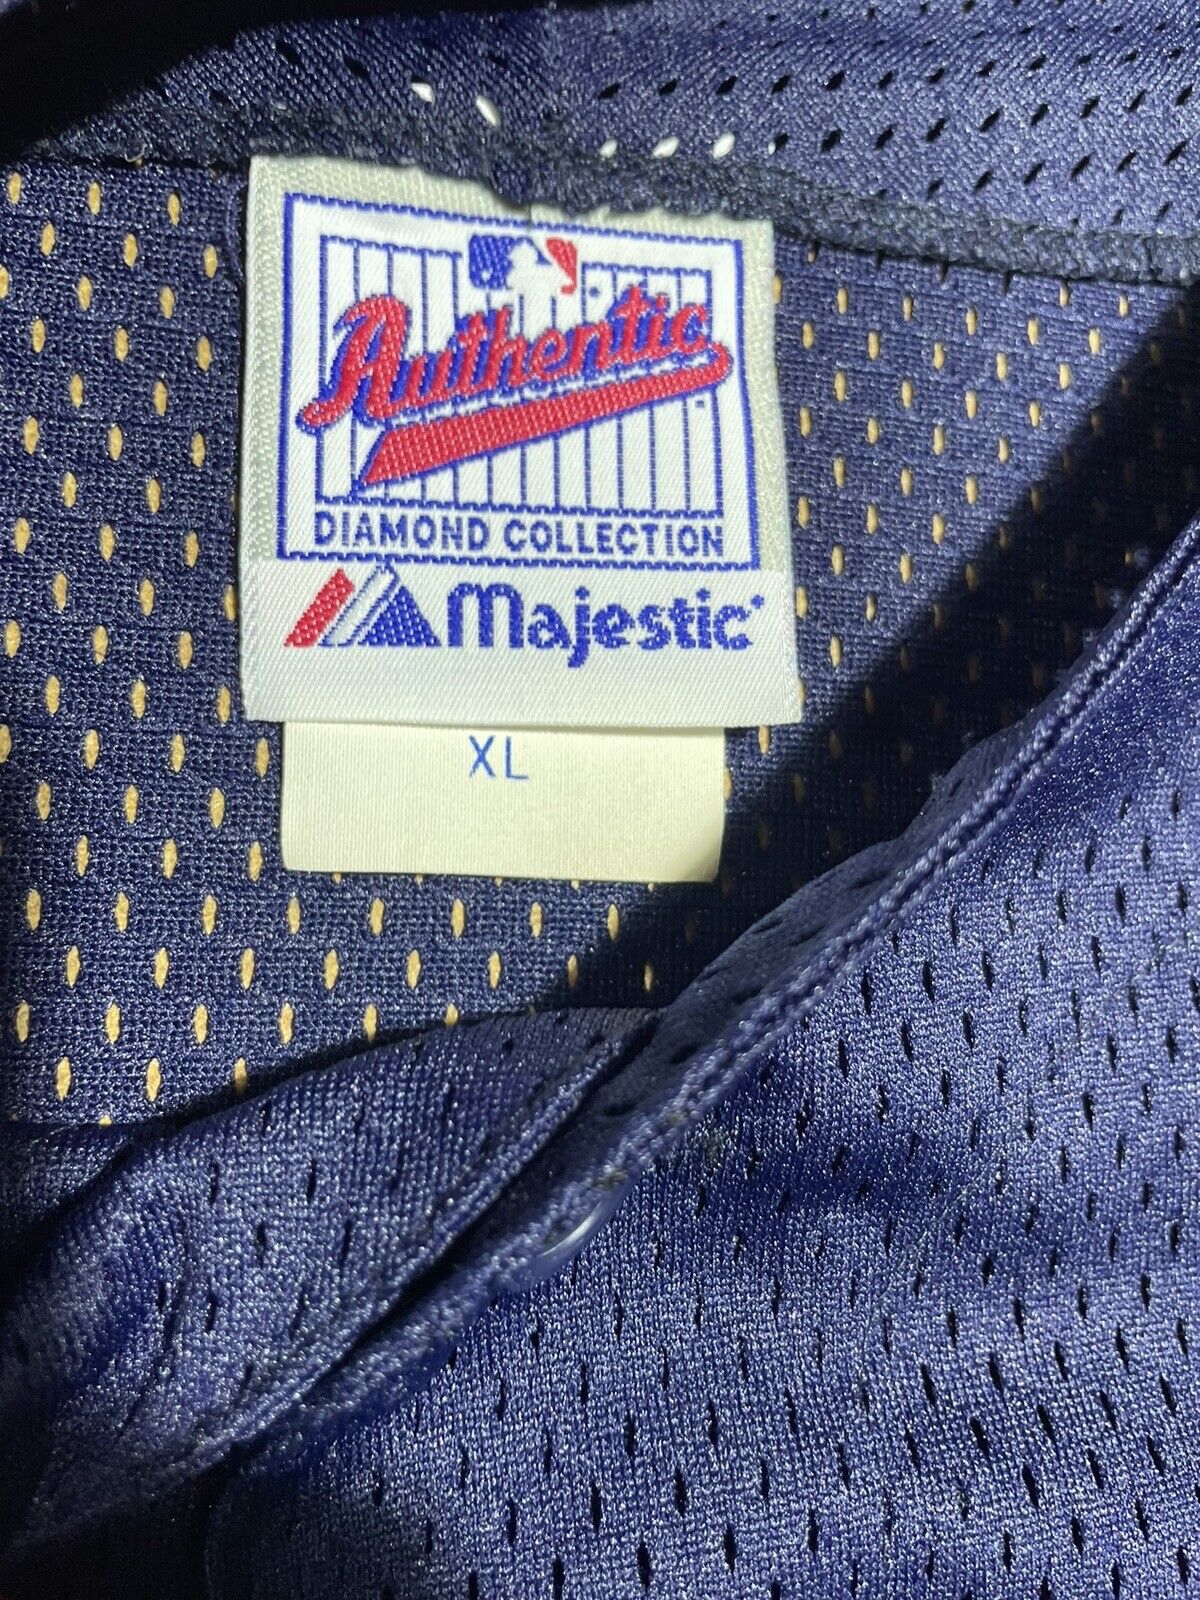 Authentic
DIAMOND COLLECTION
Majestic
XL